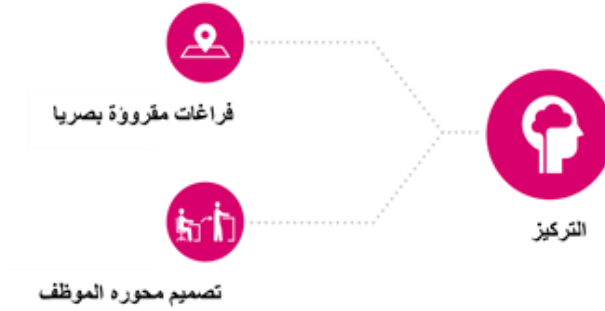 التركيز
فراغات مقروؤة بصريا
تصميم محوره الموظف